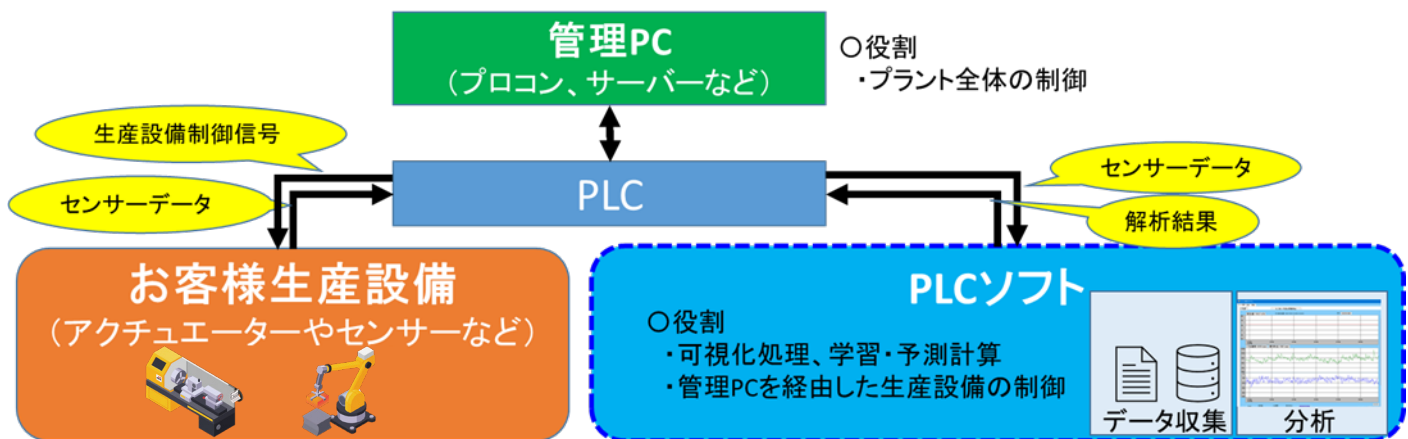 管理PC
（プロコン、サーバーなど）
〇役割
・プラント全体の制御
生産設備制御信号
センサーデータ
PLC
センサーデータ
解析結果
お客様生産設備
（アクチュエーターやセンサーなど）
PLCソフト
〇役割
・可視化処理、学習・予測計算
・管理PCを経由した生産設備の制御
データ収集
分析